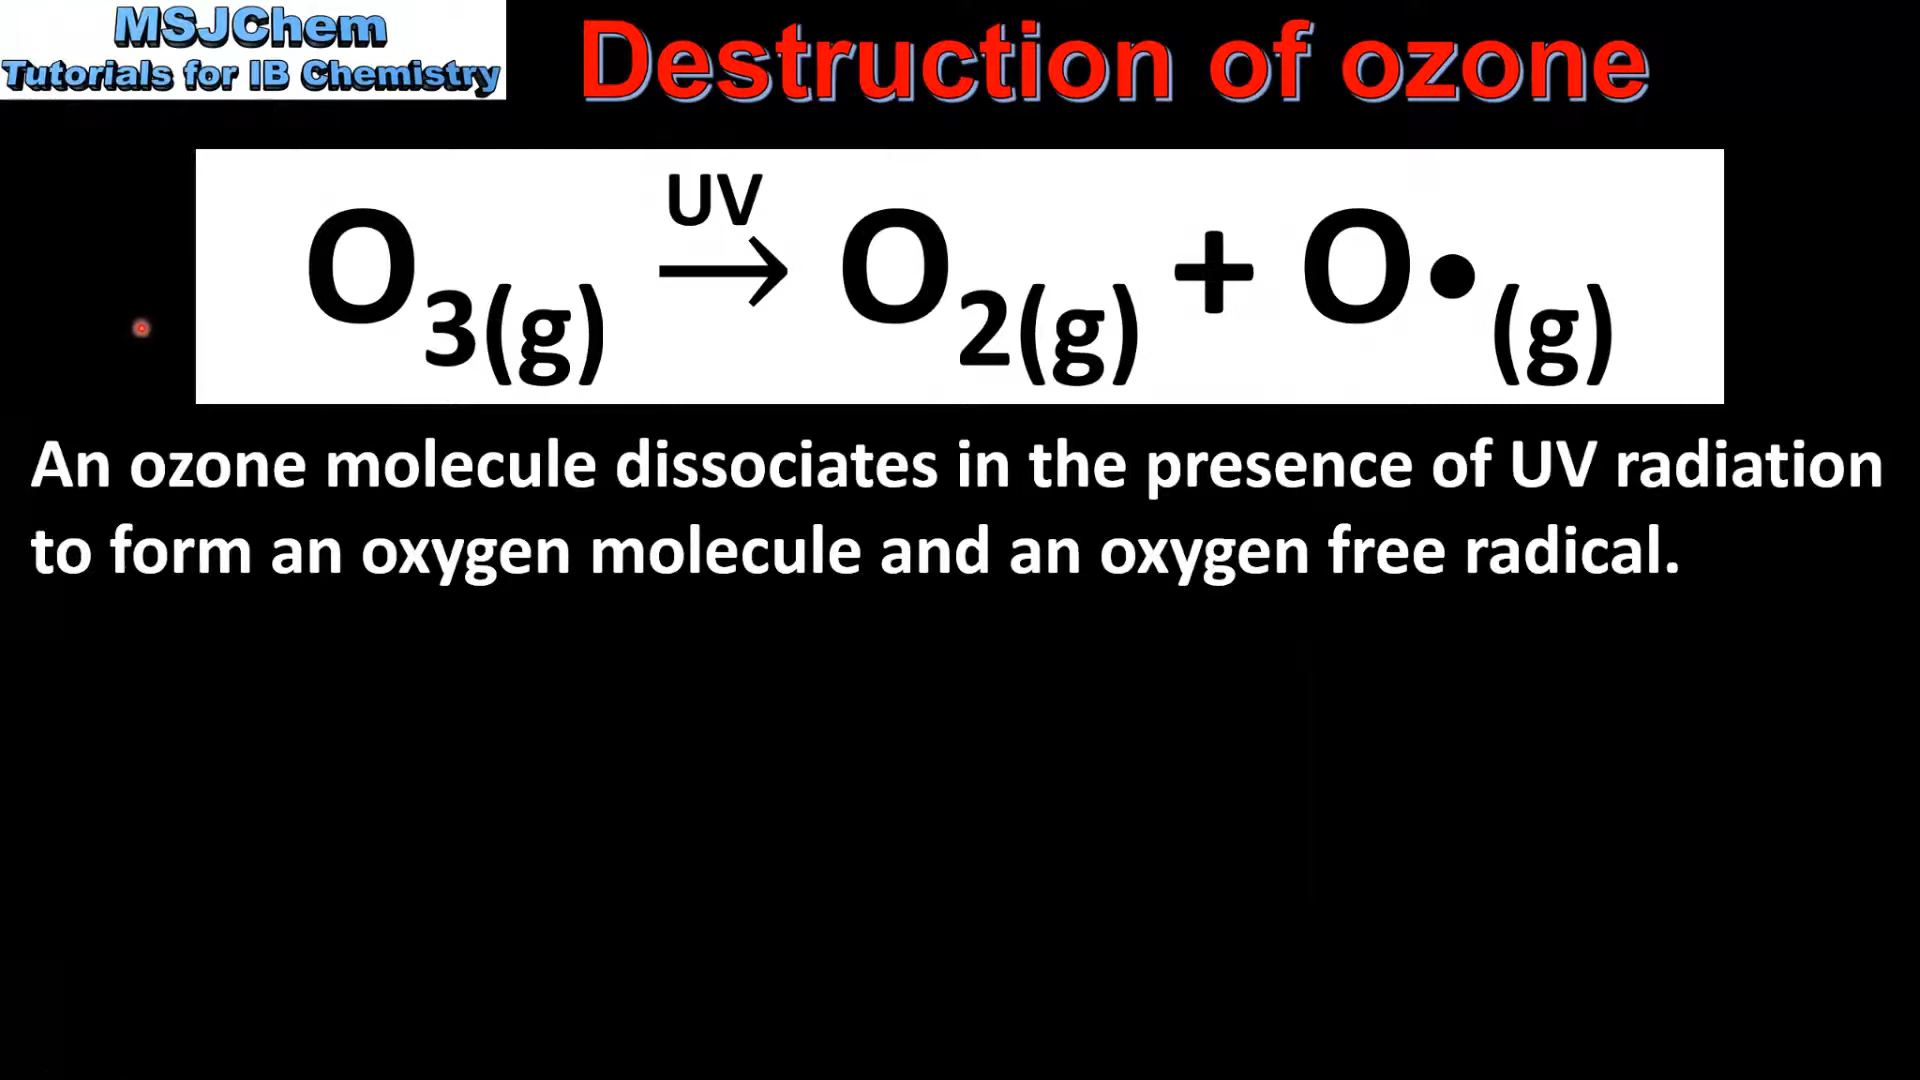 MSJChem
Tutorials for IB Chemistry
Destruction of ozone
UV
O₃(g) → O₂(g) + O•(g)
An ozone molecule dissociates in the presence of UV radiation
to form an oxygen molecule and an oxygen free radical.